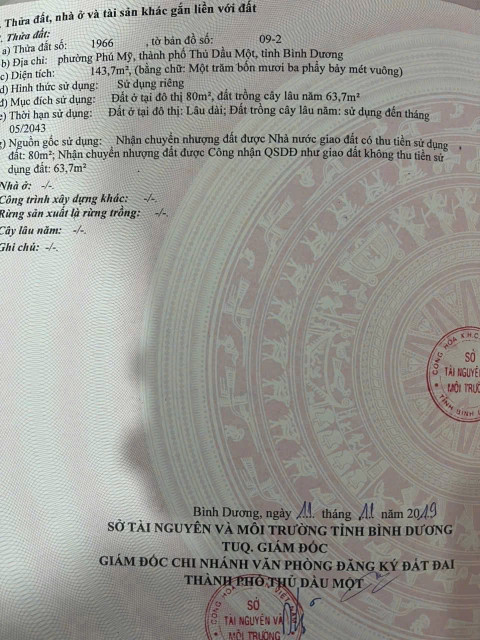 . Thửa đất, nhà ở và tài sản khác gắn liền với đất
. Thửa đất:
a) Thửa đất số: 1966 , tờ bản đồ số: 09-2
b) Địa chỉ: phường Phú Mỹ, thành phố Thủ Dầu Một, tỉnh Bình Dương
c) Diện tích: 143,7m², (bằng chữ: Một trăm bốn mươi ba phẩy bảy mét vuông)
d) Hình thức sử dụng: Sử dụng riêng
đ) Mục đích sử dụng: Đất ở tại đô thị 80m², đất trồng cây lâu năm 63,7m²
e) Thời hạn sử dụng: Đất ở tại đô thị: Lâu dài; Đất trồng cây lâu năm: sử dụng đến tháng
05/2043
g) Nguồn gốc sử dụng: Nhận chuyển nhượng đất được Nhà nước giao đất có thu tiền sử dụng
đất: 80m²; Nhận chuyển nhượng đất được Công nhận QSDĐ như giao đất không thu tiền sử
dụng đất: 63,7m²
Nhà ở: -/-.
Công trình xây dựng khác: -/-.
Rừng sản xuất là rừng trồng: -/-.
Cây lâu năm: -/-.
Ghi chú: -/-.
CỘNG HÒA X.H.C
SỞ
TÀI NGUYÊN
MÔI TRƯỜ
TỈNH BÌNH
Bình Dương, ngày 11 tháng 11 năm 2019
SỞ TÀI NGUYÊN VÀ MÔI TRƯỜNG TỈNH BÌNH DƯƠNG
TUQ. GIÁM ĐỐC
GIÁM ĐỐC CHI NHÁNH VĂN PHÒNG ĐĂNG KÝ ĐẤT ĐAI
THÀNH PHỐ THỦ DẦU MỘT
SỞ
TÀI NGUYÊN VÀ
MÔI TRƯỜNG